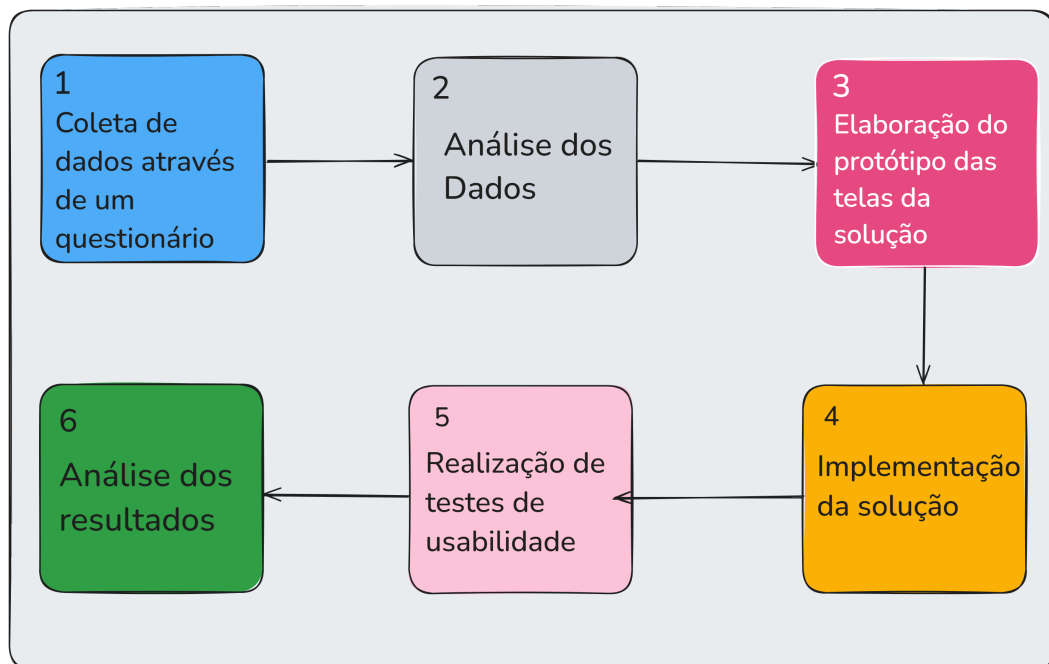 1
Coleta de
dados através
de um
questionário
2
Análise dos
Dados
3
Elaboração do
protótipo das
telas da
solução
4
Implementação
da solução
5
Realização de
testes de
usabilidade
6
Análise dos
resultados